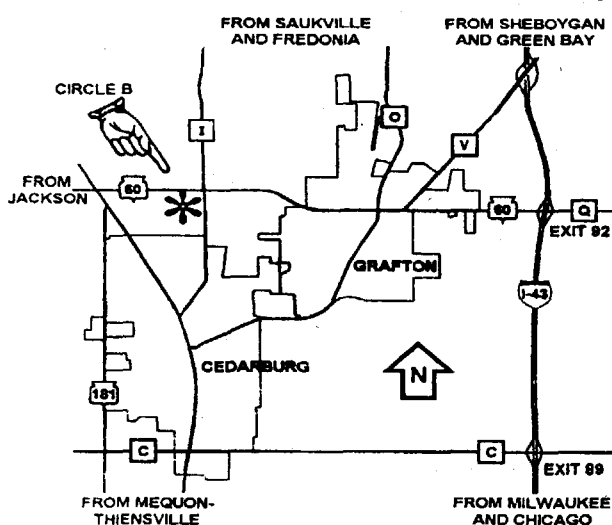 FROM SAUKVILLE
AND FREDONIA
FROM SHEBOYGAN
AND GREEN BAY
CIRCLE B
I
O
V
FROM
JACKSON
60
60
Q
EXIT 92
GRAFTON
I-43
CEDARBURG
N
181
C
C
EXIT 89
FROM MEQUON-
THIENSVILLE
FROM MILWAUKEE
AND CHICAGO